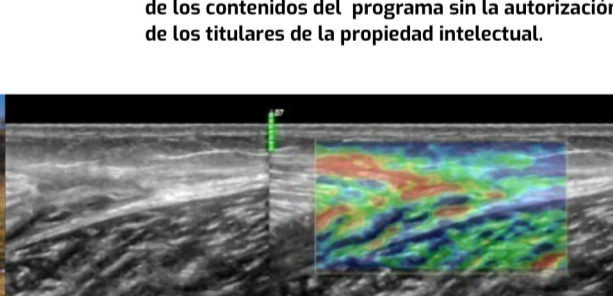 de los contenidos del programa sin la autorización
de los titulares de la propiedad intelectual.